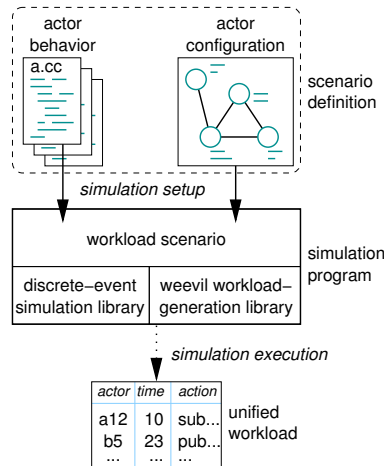 actor
behavior
actor
configuration
a.cc
scenario
definition
simulation setup
workload scenario
simulation
program
discrete−event
simulation library
weevil workload−
generation library
simulation execution
actor time action
a12 10 sub...
b5 23 pub...
... ... ...
unified
workload